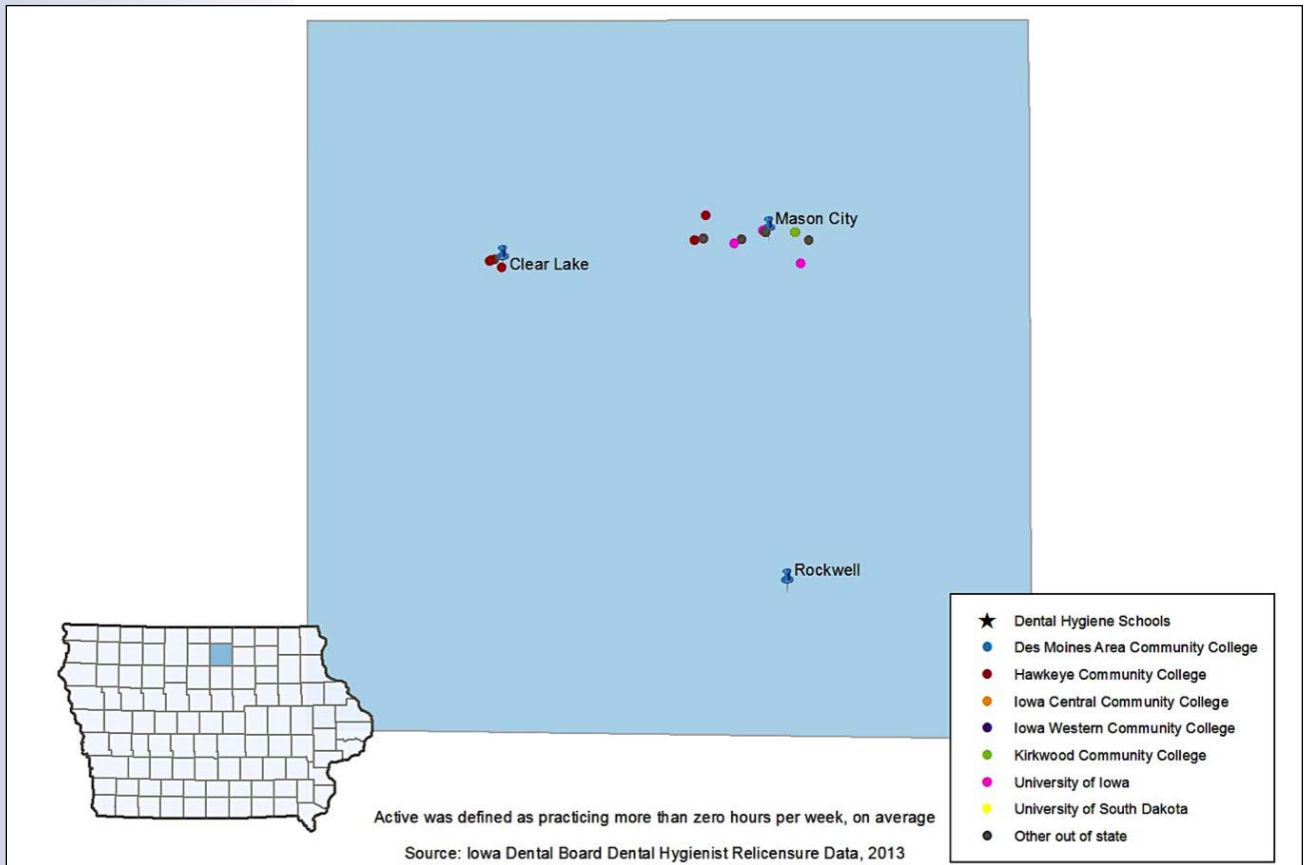 Mason City
Clear Lake
Rockwell
Dental Hygiene Schools
Des Moines Area Community College
Hawkeye Community College
Iowa Central Community College
Iowa Western Community College
Kirkwood Community College
University of Iowa
University of South Dakota
Other out of state
Active was defined as practicing more than zero hours per week, on average
Source: Iowa Dental Board Dental Hygienist Relicensure Data, 2013